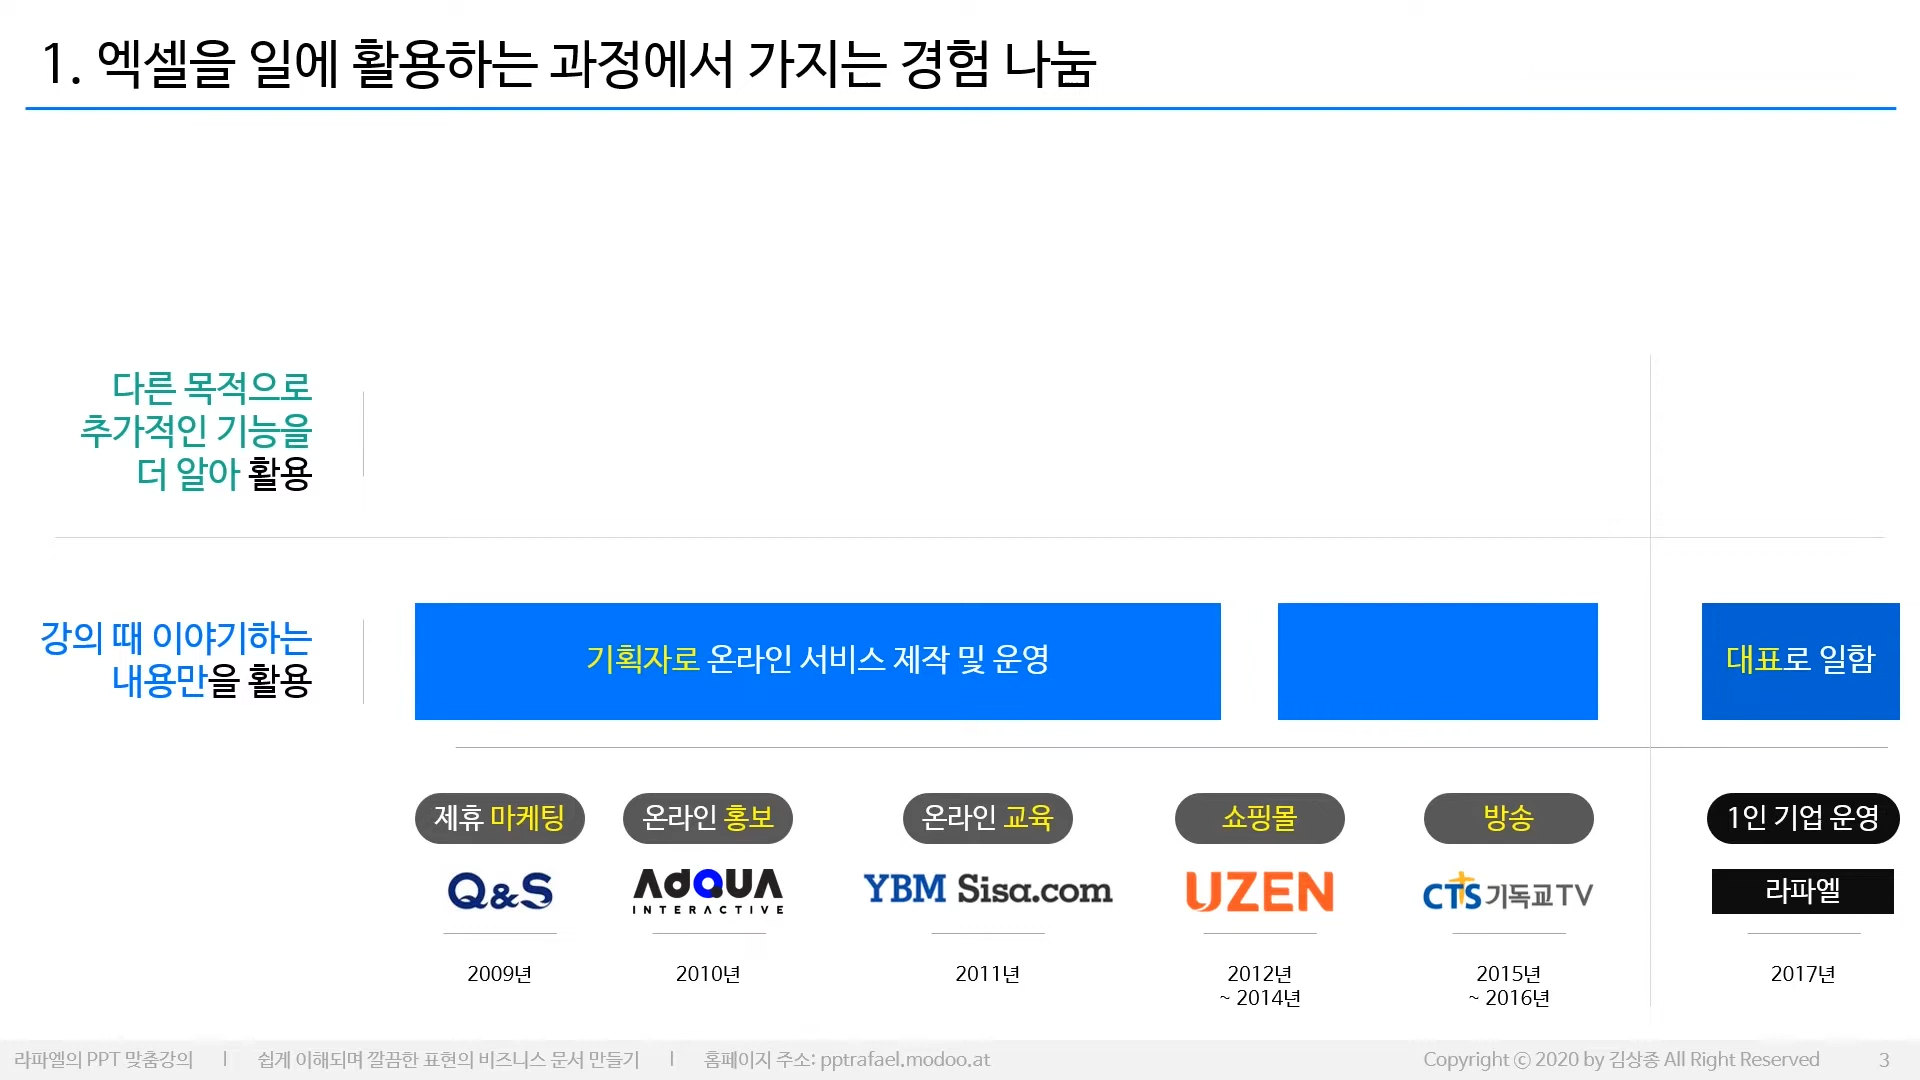 1. 엑셀을 일에 활용하는 과정에서 가지는 경험 나눔
다른 목적으로
추가적인 기능을
더 알아 활용
강의 때 이야기하는
내용만을 활용
기획자로 온라인 서비스 제작 및 운영
대표로 일함
제휴 마케팅
온라인 홍보
온라인 교육
쇼핑몰
방송
1인 기업 운영
Q&S
AdQUA
INTERACTIVE
YBM Sisa.com
UZEN
CTS 기독교TV
라파엘
2009년
2010년
2011년
2012년
~ 2014년
2015년
~ 2016년
2017년
라파엘의 PPT 맞춤강의 | 쉽게 이해되며 깔끔한 표현의 비즈니스 문서 만들기 | 홈페이지 주소: pptrafael.modoo.at
Copyright ⓒ 2020 by 김상종 All Right Reserved 3